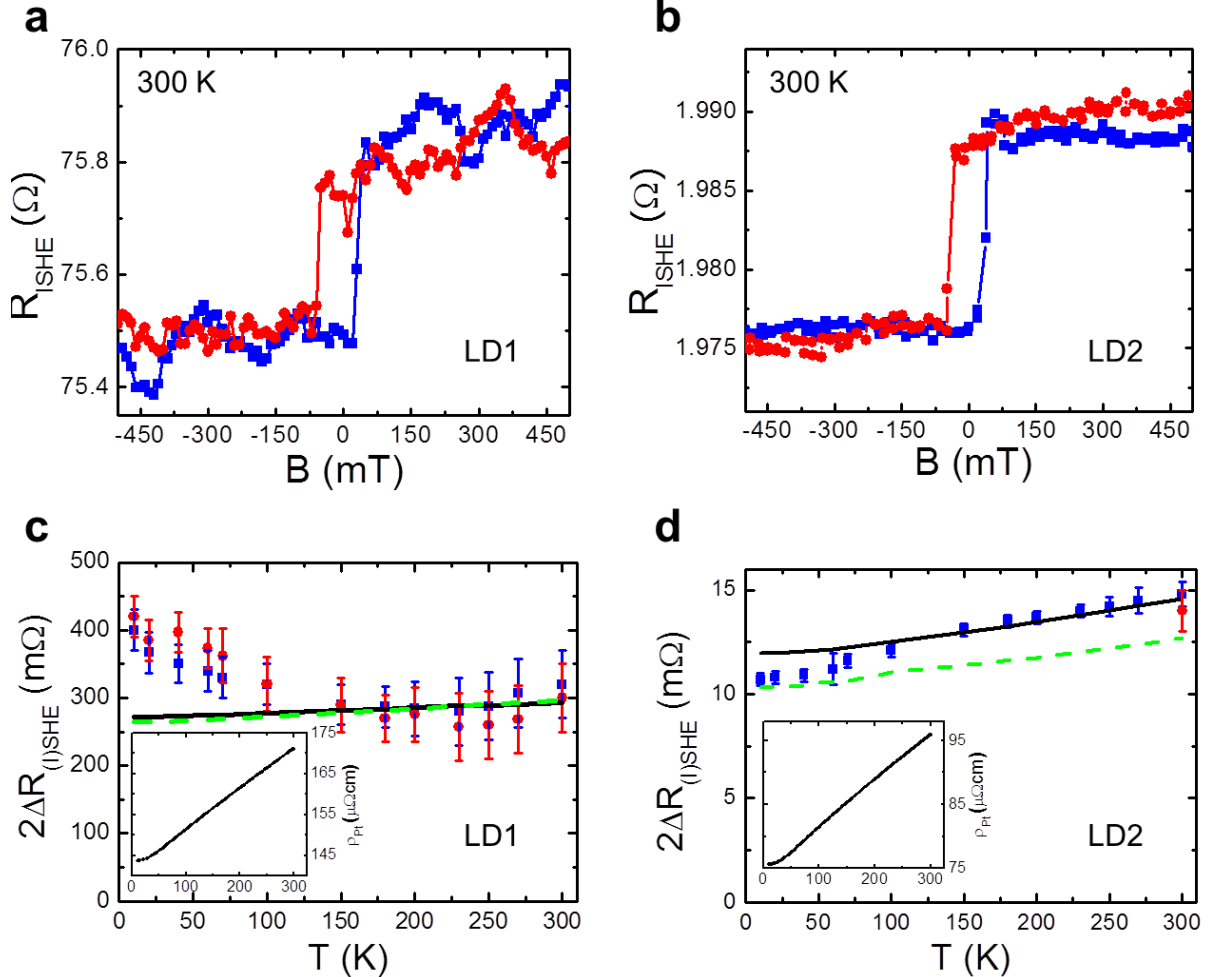 a
76.0
75.8
75.6
75.4
R_ISHE (Ω)
300 K
LD1
-450 -300 -150 0 150 300 450
B (mT)
b
1.990
1.985
1.980
1.975
R_ISHE (Ω)
300 K
LD2
-450 -300 -150 0 150 300 450
B (mT)
c
500
400
300
200
100
0
2ΔR_(I)SHE (mΩ)
175
165
155
145
ρ_Pt (μΩcm)
0 100 200 300
LD1
0 50 100 150 200 250 300
T (K)
d
15
10
5
0
2ΔR_(I)SHE (mΩ)
95
85
75
ρ_Pt (μΩcm)
0 100 200 300
LD2
0 50 100 150 200 250 300
T (K)